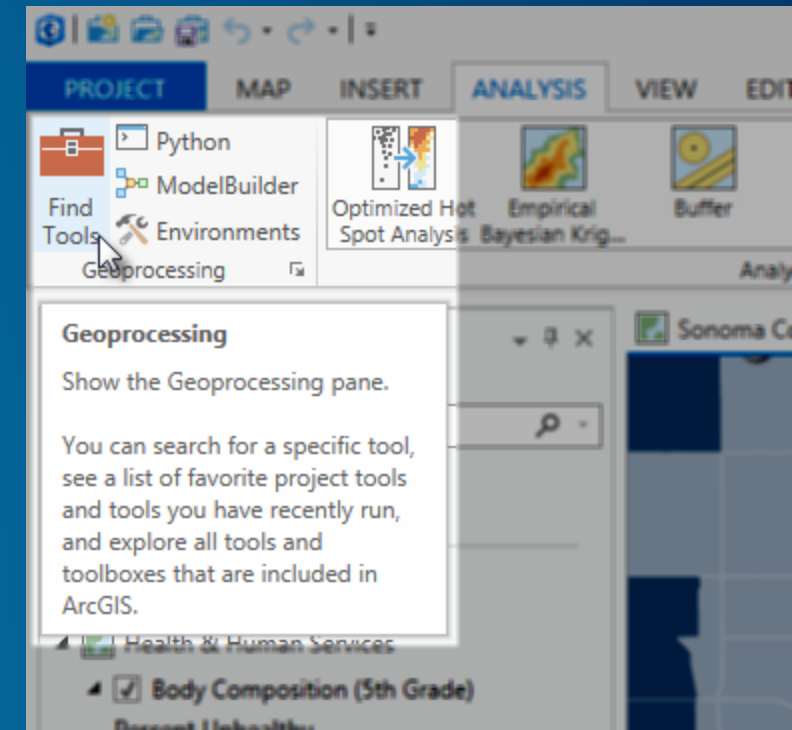 PROJECT MAP INSERT ANALYSIS VIEW EDIT
Python
ModelBuilder
Environments
Find
Tools
Optimized Hot
Spot Analysis
Empirical
Bayesian Krig...
Buffer
Geoprocessing
Analy
Geoprocessing
Show the Geoprocessing pane.
You can search for a specific tool,
see a list of favorite project tools
and tools you have recently run,
and explore all tools and
toolboxes that are included in
ArcGIS.
Sonoma Co
Health & Human Services
Body Composition (5th Grade)
Percent Unhealthy